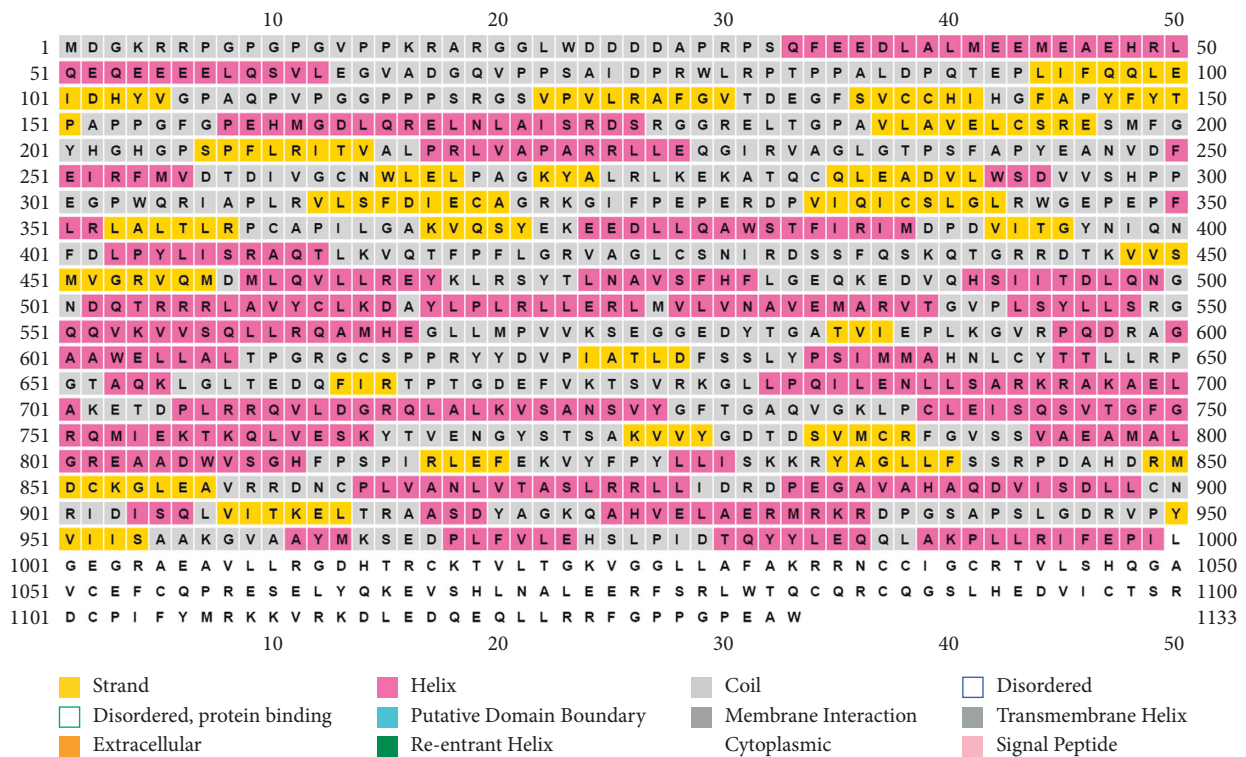 10 20 30 40 50
1 M D G K R R P G P G P G V P P K R A R G G L W D D D D A P R P S Q F E E D L A L M E E M E A E H R L 50
51 Q E Q E E E E L Q S V L E G V A D G Q V P P S A I D P R W L R P T P P A L D P Q T E P L I F Q Q L E 100
101 I D H Y V G P A Q P V P G G P P P S R G S V P V L R A F G V T D E G F S V C C H I H G F A P Y F Y T 150
151 P A P P G F G P E H M G D L Q R E L N L A I S R D S R G G R E L T G P A V L A V E L C S R E S M F G 200
201 Y H G H G P S P F L R I T V A L P R L V A P A R R L L E Q G I R V A G L G T P S F A P Y E A N V D F 250
251 E I R F M V D T D I V G C N W L E L P A G K Y A L R L K E K A T Q C Q L E A D V L W S D V V S H P P 300
301 E G P W Q R I A P L R V L S F D I E C A G R K G I F P E P E R D P V I Q I C S L G L R W G E P E P F 350
351 L R L A L T L R P C A P I L G A K V Q S Y E K E E D L L Q A W S T F I R I M D P D V I T G Y N I Q N 400
401 F D L P Y L I S R A Q T L K V Q T F P F L G R V A G L C S N I R D S S F Q S K Q T G R R D T K V V S 450
451 M V G R V Q M D M L Q V L L R E Y K L R S Y T L N A V S F H F L G E Q K E D V Q H S I I T D L Q N G 500
501 N D Q T R R R L A V Y C L K D A Y L P L R L L E R L M V L V N A V E M A R V T G V P L S Y L L S R G 550
551 Q Q V K V V S Q L L R Q A M H E G L L M P V V K S E G G E D Y T G A T V I E P L K G V R P Q D R A G 600
601 A A W E L L A L T P G R G C S P P R Y Y D V P I A T L D F S S L Y P S I M M A H N L C Y T T L L R P 650
651 G T A Q K L G L T E D Q F I R T P T G D E F V K T S V R K G L L P Q I L E N L L S A R K R A K A E L 700
701 A K E T D P L R R Q V L D G R Q L A L K V S A N S V Y G F T G A Q V G K L P C L E I S Q S V T G F G 750
751 R Q M I E K T K Q L V E S K Y T V E N G Y S T S A K V V Y G D T D S V M C R F G V S S V A E A M A L 800
801 G R E A A D W V S G H F P S P I R L E F E K V Y F P Y L L I S K K R Y A G L L F S S R P D A H D R M 850
851 D C K G L E A V R R D N C P L V A N L V T A S L R R L L I D R D P E G A V A H A Q D V I S D L L C N 900
901 R I D I S Q L V I T K E L T R A A S D Y A G K Q A H V E L A E R M R K R D P G S A P S L G D R V P Y 950
951 V I I S A A K G V A A Y M K S E D P L F V L E H S L P I D T Q Y Y L E Q Q L A K P L L R I F E P I L 1000
1001 G E G R A E A V L L R G D H T R C K T V L T G K V G G L L A F A K R R N C C I G C R T V L S H Q G A 1050
1051 V C E F C Q P R E S E L Y Q K E V S H L N A L E E R F S R L W T Q C Q R C Q G S L H E D V I C T S R 1100
1101 D C P I F Y M R K K V R K D L E D Q E Q L L R R F G P P G P E A W 1133
10 20 30 40 50
Strand Helix Coil Disordered
Disordered, protein binding Putative Domain Boundary Membrane Interaction Transmembrane Helix
Extracellular Re-entrant Helix Cytoplasmic Signal Peptide